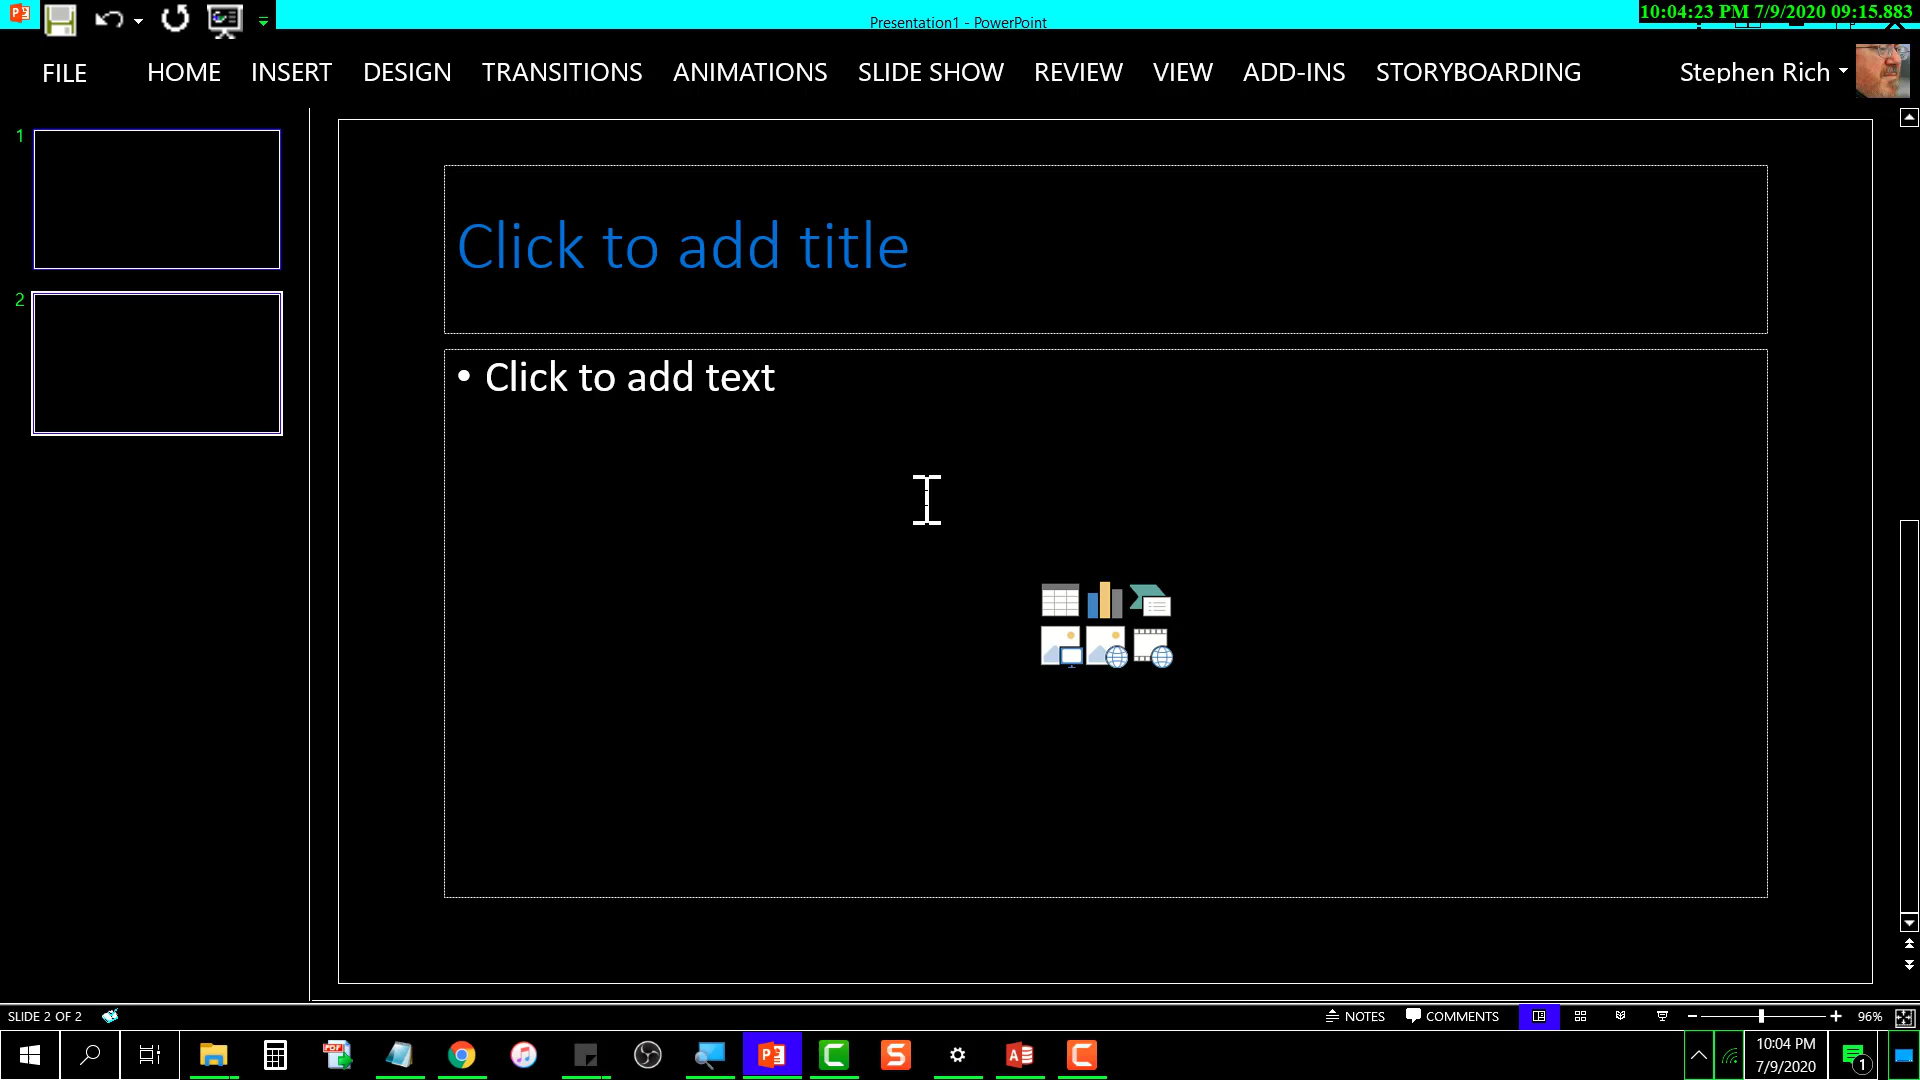 Presentation1 - PowerPoint
10:04:23 PM 7/9/2020 09:15.883
FILE HOME INSERT DESIGN TRANSITIONS ANIMATIONS SLIDE SHOW REVIEW VIEW ADD-INS STORYBOARDING Stephen Rich
1
2
Click to add title
• Click to add text
SLIDE 2 OF 2 NOTES COMMENTS 96%
10:04 PM
7/9/2020
1